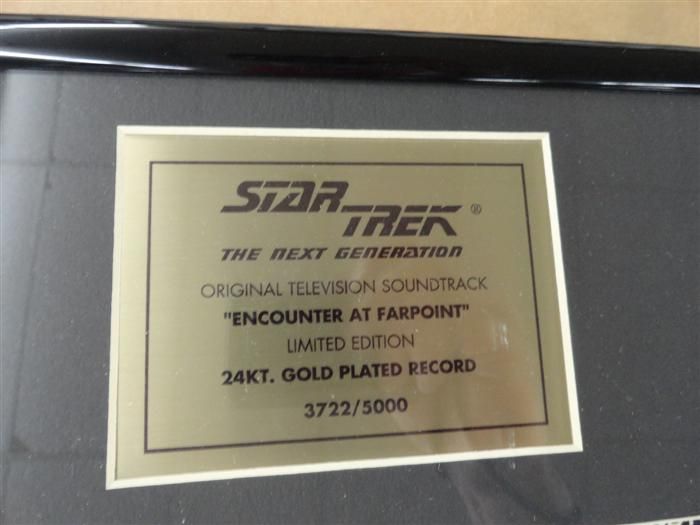 STAR TREK®
THE NEXT GENERATION
ORIGINAL TELEVISION SOUNDTRACK
"ENCOUNTER AT FARPOINT"
LIMITED EDITION
24KT. GOLD PLATED RECORD
3722/5000